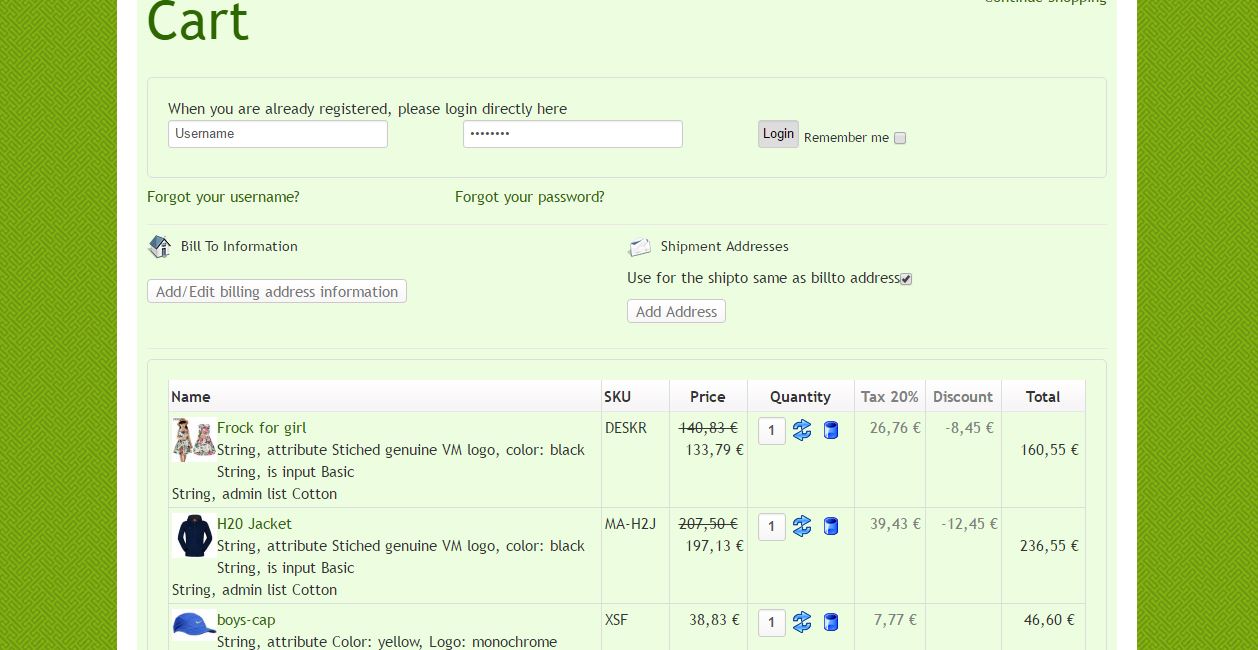 Continue shopping
Cart
When you are already registered, please login directly here
Username
••••••••
Login
Remember me
Forgot your username?
Forgot your password?
Bill To Information
Shipment Addresses
Use for the shipto same as billto address
Add/Edit billing address information
Add Address
Name SKU Price Quantity Tax 20% Discount Total
Frock for girl DESKR 140,83 € 1 26,76 € -8,45 €
String, attribute Stiched genuine VM logo, color: black 133,79 € 160,55 €
String, is input Basic
String, admin list Cotton
H20 Jacket MA-H2J 207,50 € 1 39,43 € -12,45 €
String, attribute Stiched genuine VM logo, color: black 197,13 € 236,55 €
String, is input Basic
String, admin list Cotton
boys-cap XSF 38,83 € 1 7,77 € 46,60 €
String, attribute Color: yellow, Logo: monochrome